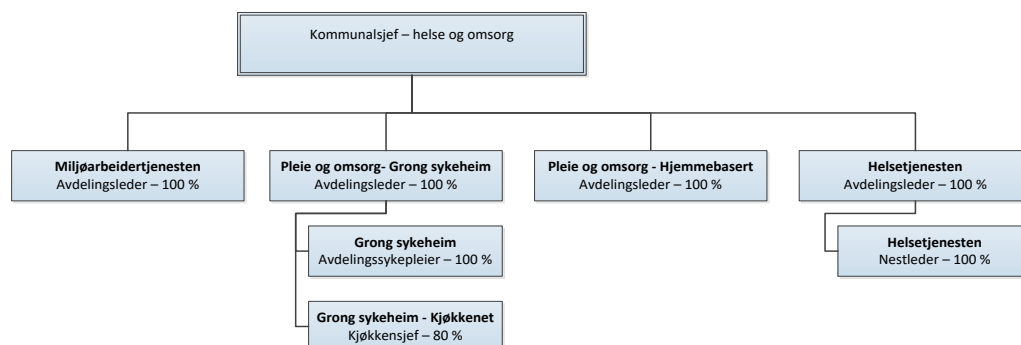 Kommunalsjef – helse og omsorg
Miljøarbeidertjenesten
Avdelingsleder – 100 %
Pleie og omsorg- Grong sykeheim
Avdelingsleder – 100 %
Pleie og omsorg - Hjemmebasert
Avdelingsleder – 100 %
Helsetjenesten
Avdelingsleder – 100 %
Grong sykeheim
Avdelingssykepleier – 100 %
Helsetjenesten
Nestleder – 100 %
Grong sykeheim - Kjøkkenet
Kjøkkensjef – 80 %